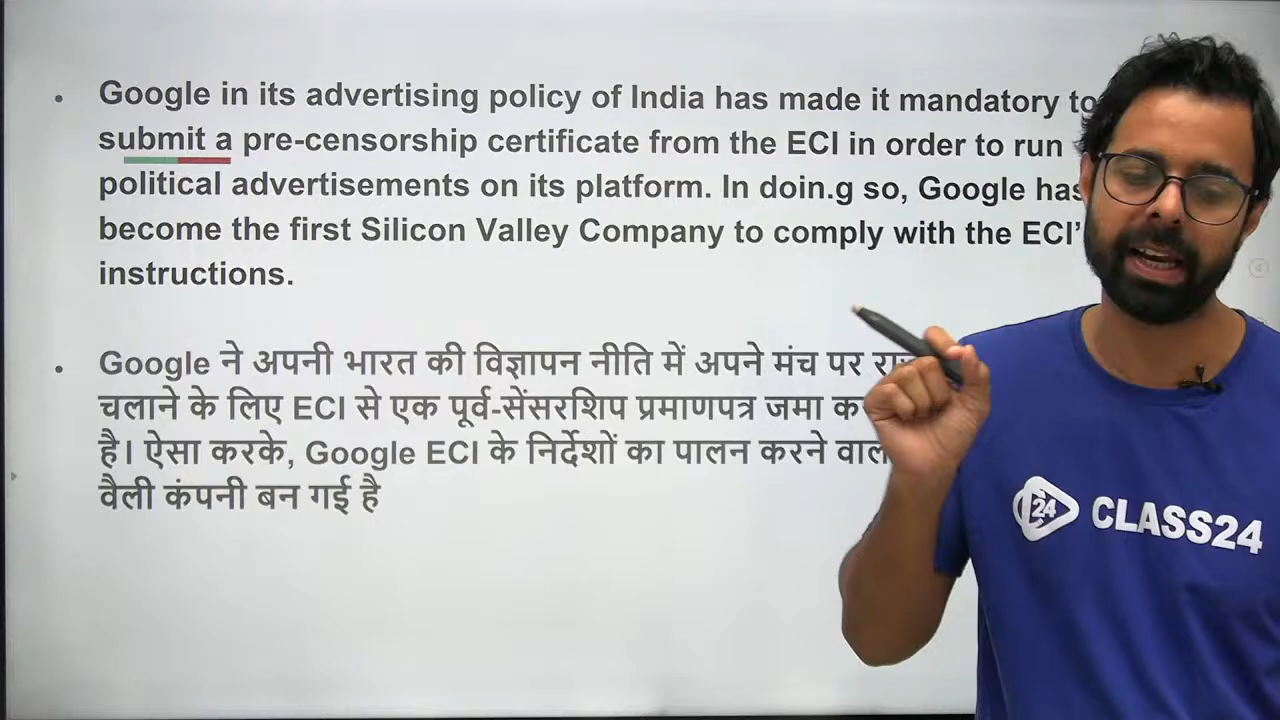 Google in its advertising policy of India has made it mandatory to
submit a pre-censorship certificate from the ECI in order to run
political advertisements on its platform. In doin.g so, Google has
become the first Silicon Valley Company to comply with the ECI’
instructions.
Google ने अपनी भारत की विज्ञापन नीति में अपने मंच पर
चलाने के लिए ECI से एक पूर्व-सेंसरशिप प्रमाणपत्र जमा
है। ऐसा करके, Google ECI के निर्देशों का पालन करने
वैली कंपनी बन गई है
24 CLASS24